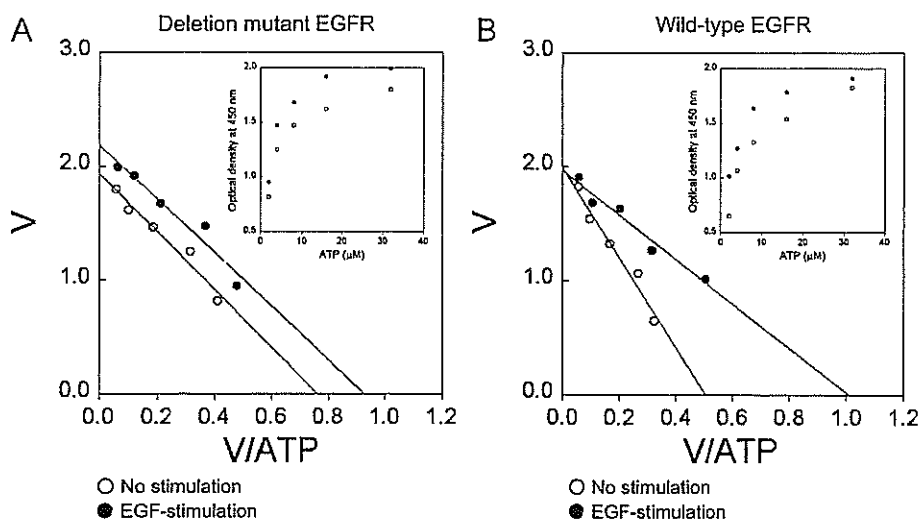 A
Deletion mutant EGFR
3.0
2.0
1.0
0.0
V
0.0 0.2 0.4 0.6 0.8 1.0 1.2
V/ATP
Optical density at 450 nm
2.0
1.5
1.0
0.5
0 10 20 30 40
ATP (µM)
No stimulation
EGF-stimulation
B
Wild-type EGFR
3.0
2.0
1.0
0.0
V
0.0 0.2 0.4 0.6 0.8 1.0 1.2
V/ATP
Optical density at 450 nm
2.0
1.5
1.0
0.5
0 10 20 30 40
ATP (µM)
No stimulation
EGF-stimulation